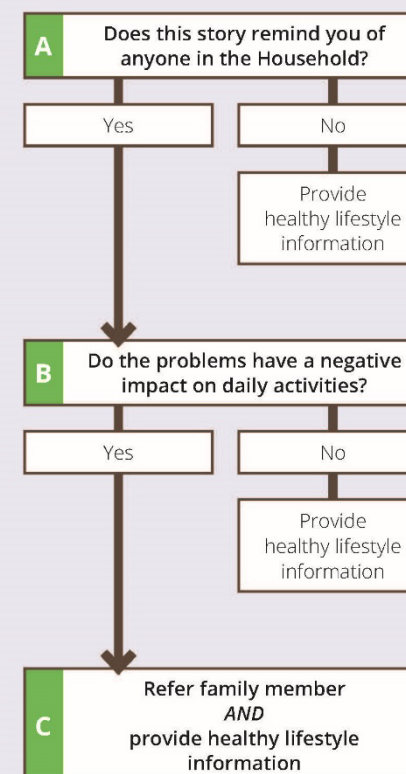 A
Does this story remind you of
anyone in the Household?
Yes
No
Provide
healthy lifestyle
information
B
Do the problems have a negative
impact on daily activities?
Yes
No
Provide
healthy lifestyle
information
C
Refer family member
AND
provide healthy lifestyle
information